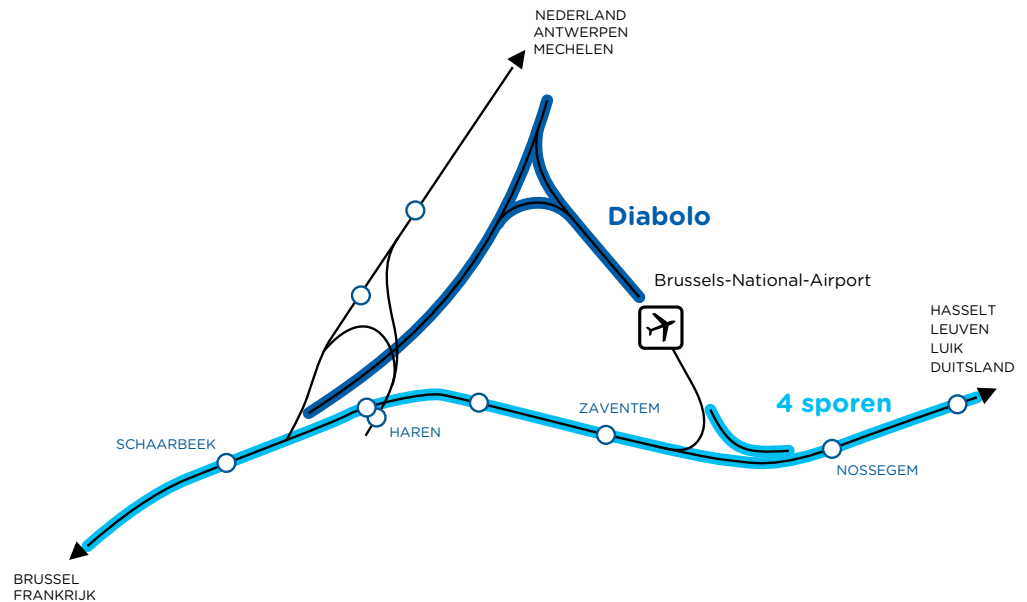 NEDERLAND
ANTWERPEN
MECHELEN
Diabolo
Brussels-National-Airport
HASSELT
LEUVEN
LUIK
DUITSLAND
4 sporen
ZAVENTEM
HAREN
SCHAARBEEK
NOSSEGEM
BRUSSEL
FRANKRIJK